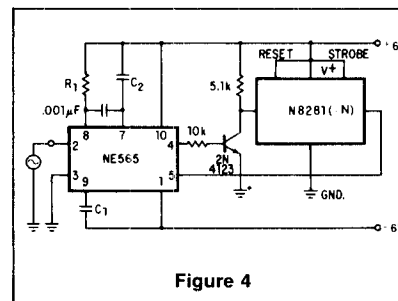 RESET STROBE
V+
+6
R1
C2
5.1k
.001µF
N8281( N)
8 7 10
10k
2 4
NE565
2N
4123
3 5
9 1
GND.
C1
-6
Figure 4